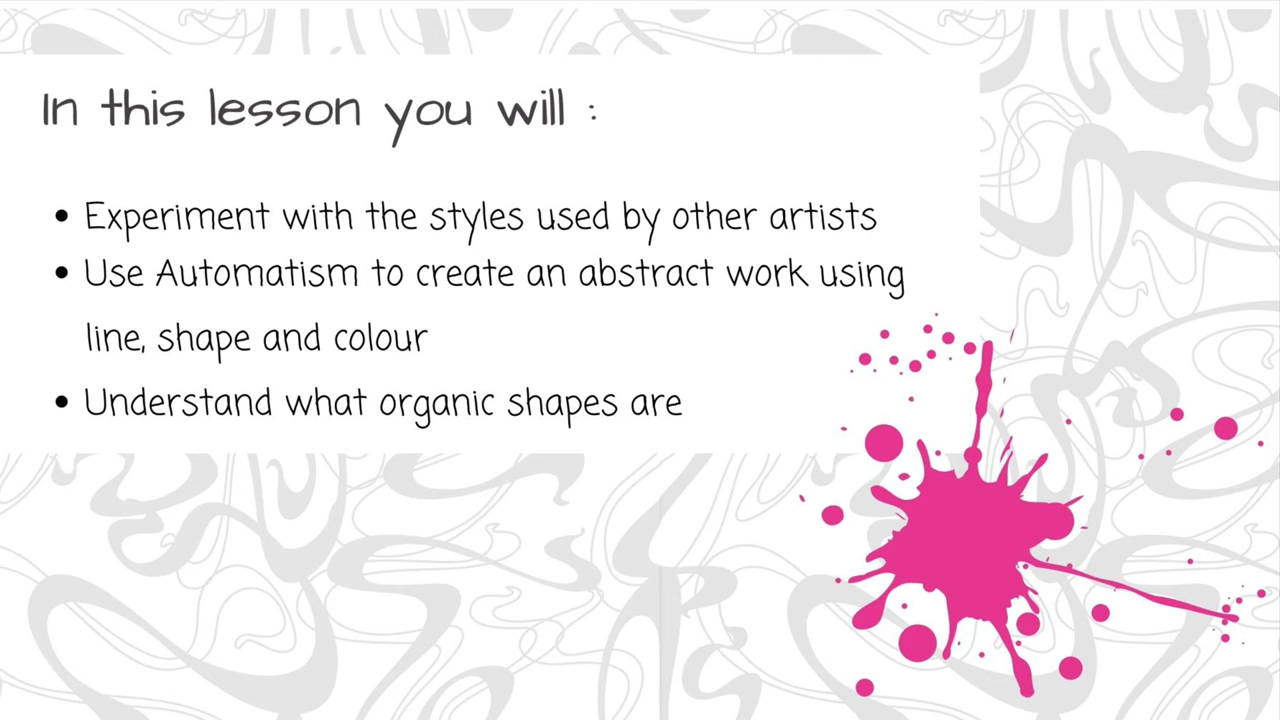 In this lesson you will :
• Experiment with the styles used by other artists
• Use Automatism to create an abstract work using
line, shape and colour
• Understand what organic shapes are